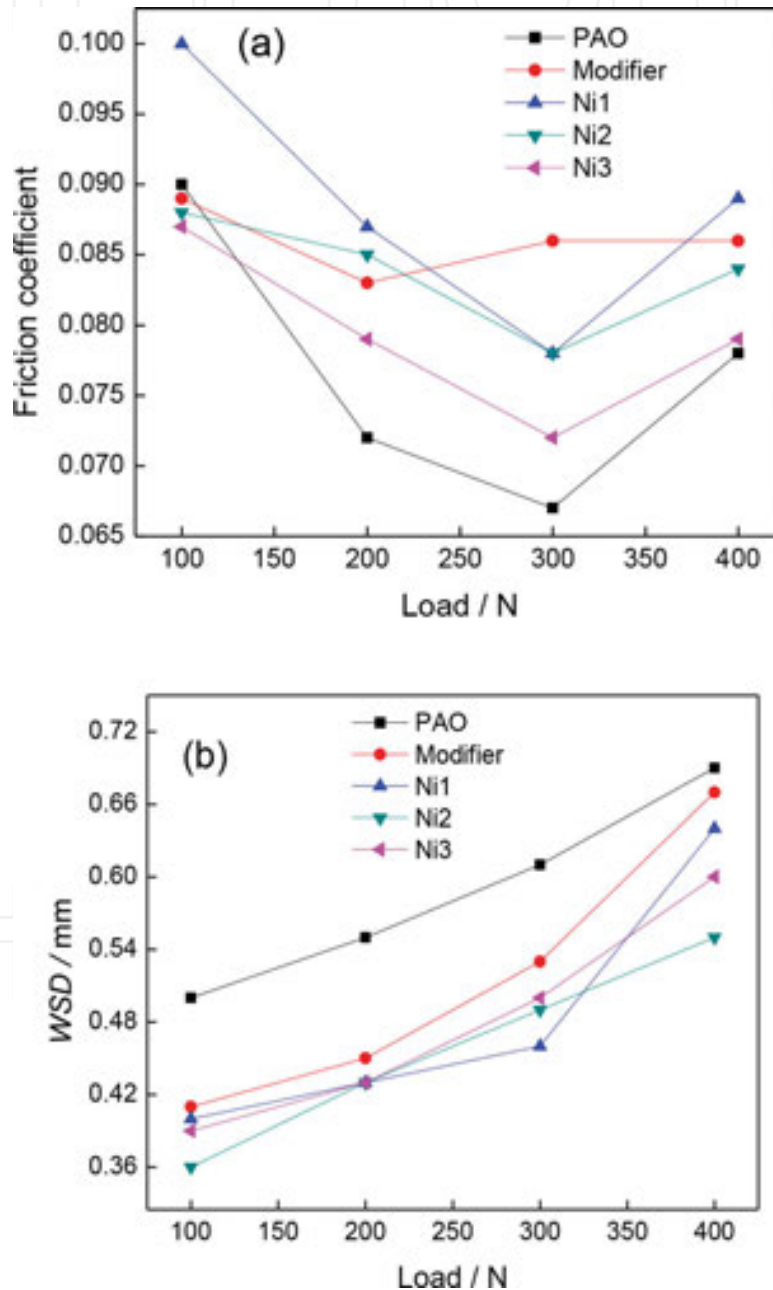 (a)
PAO
Modifier
Ni1
Ni2
Ni3
0.100
0.095
0.090
0.085
0.080
0.075
0.070
0.065
Friction coefficient
100 150 200 250 300 350 400
Load / N
(b)
PAO
Modifier
Ni1
Ni2
Ni3
0.72
0.66
0.60
0.54
0.48
0.42
0.36
WSD / mm
100 150 200 250 300 350 400
Load / N